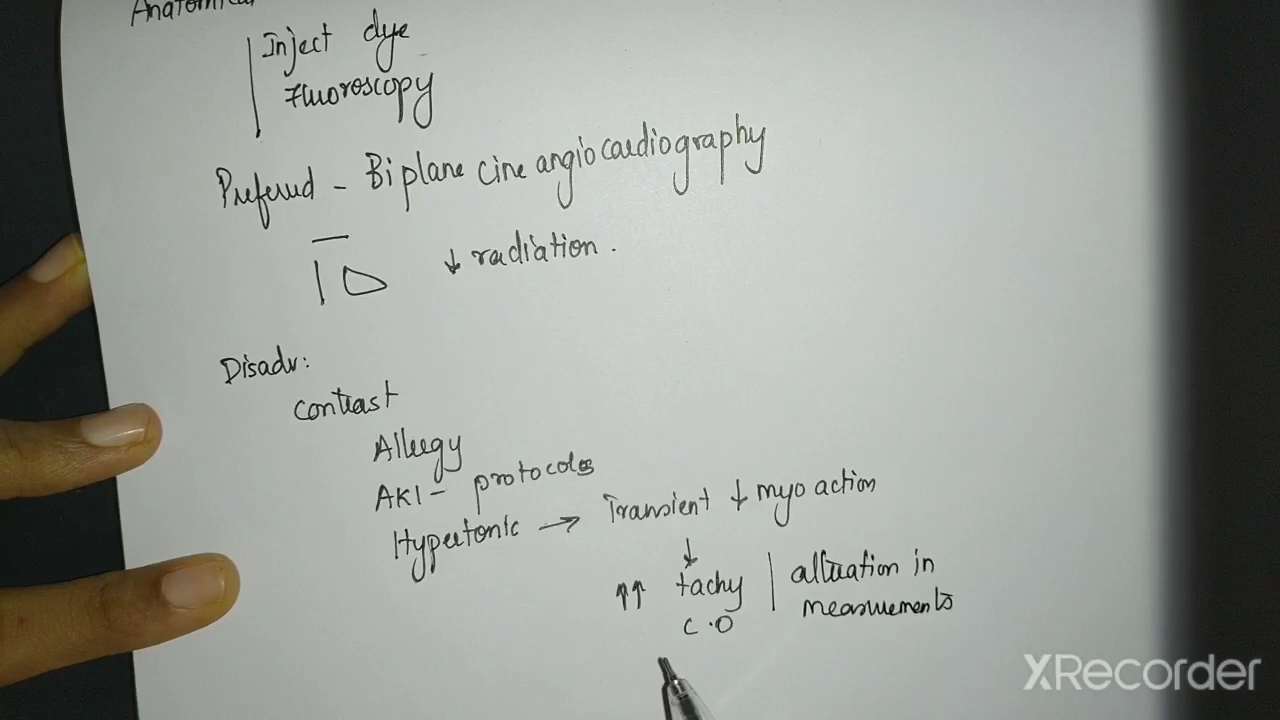 Anatomical
Inject dye
Fluoroscopy
Preferred - Biplane cine angiocardiography
↓ radiation.
Disadv:
contrast
Allergy
AKI - protocols
Hypertonic → Transient ↓ myo action
↓
↑↑ tachy | alteration in
C.O measurements
XRecorder